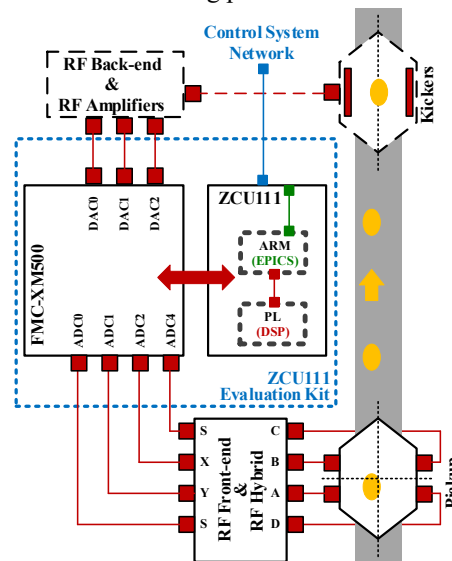 Control System
Network
RF Back-end
&
RF Amplifiers
Kickers
DAC0
DAC1
DAC2
ZCU111
FMC-XM500
ARM
(EPICS)
PL
(DSP)
ADC0
ADC1
ADC2
ADC4
ZCU111
Evaluation Kit
S
X
Y
S
RF Front-end
&
RF Hybrid
C
B
A
D
Pickup